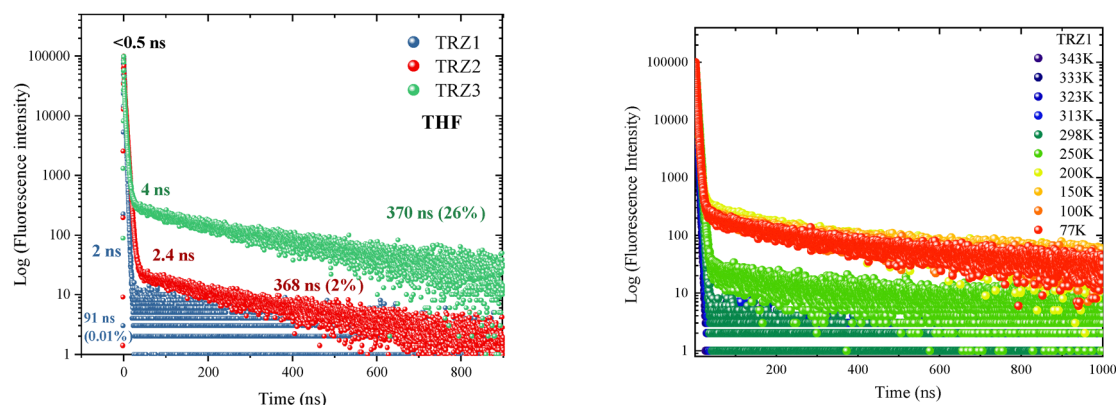 <0.5 ns
TRZ1
TRZ2
TRZ3
THF
100000
10000
1000
100
10
1
Log (Fluorescence intensity)
4 ns
370 ns (26%)
2 ns
2.4 ns
368 ns (2%)
91 ns
(0.01%)
0
200
400
600
800
Time (ns)
TRZ1
343K
333K
323K
313K
298K
250K
200K
150K
100K
77K
100000
10000
1000
100
10
1
Log (Fluorescence Intensity)
200
400
600
800
1000
Time (ns)